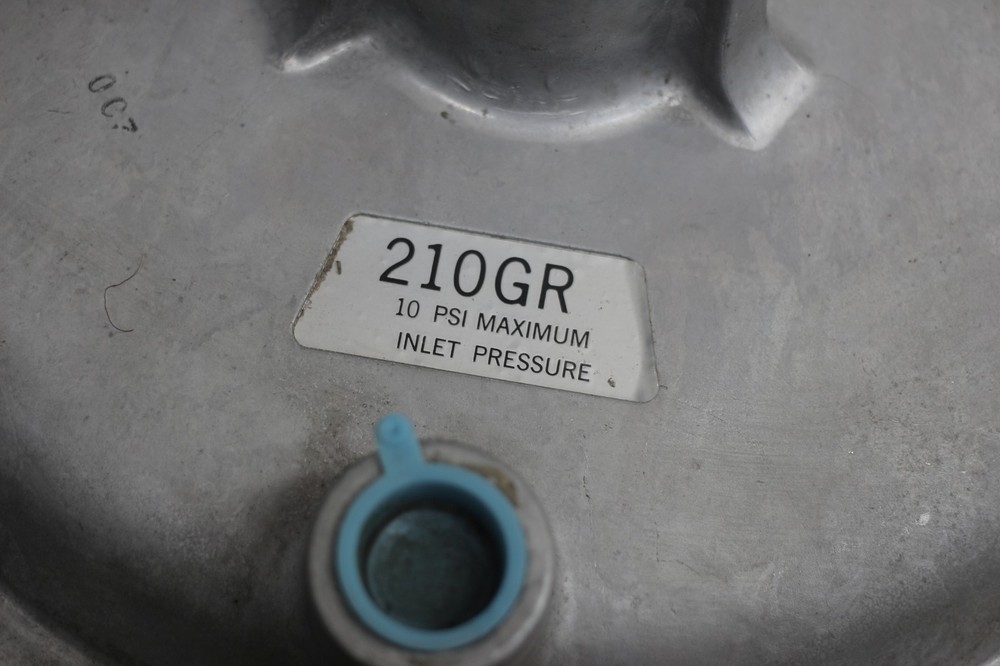 210GR
10 PSI MAXIMUM
INLET PRESSURE